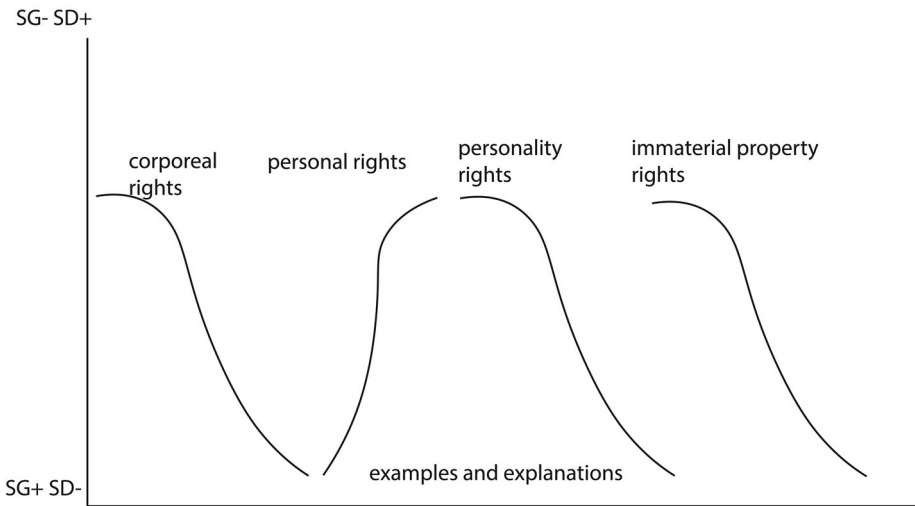 SG- SD+
corporeal
rights
personal rights
personality
rights
immaterial property
rights
examples and explanations
SG+ SD-